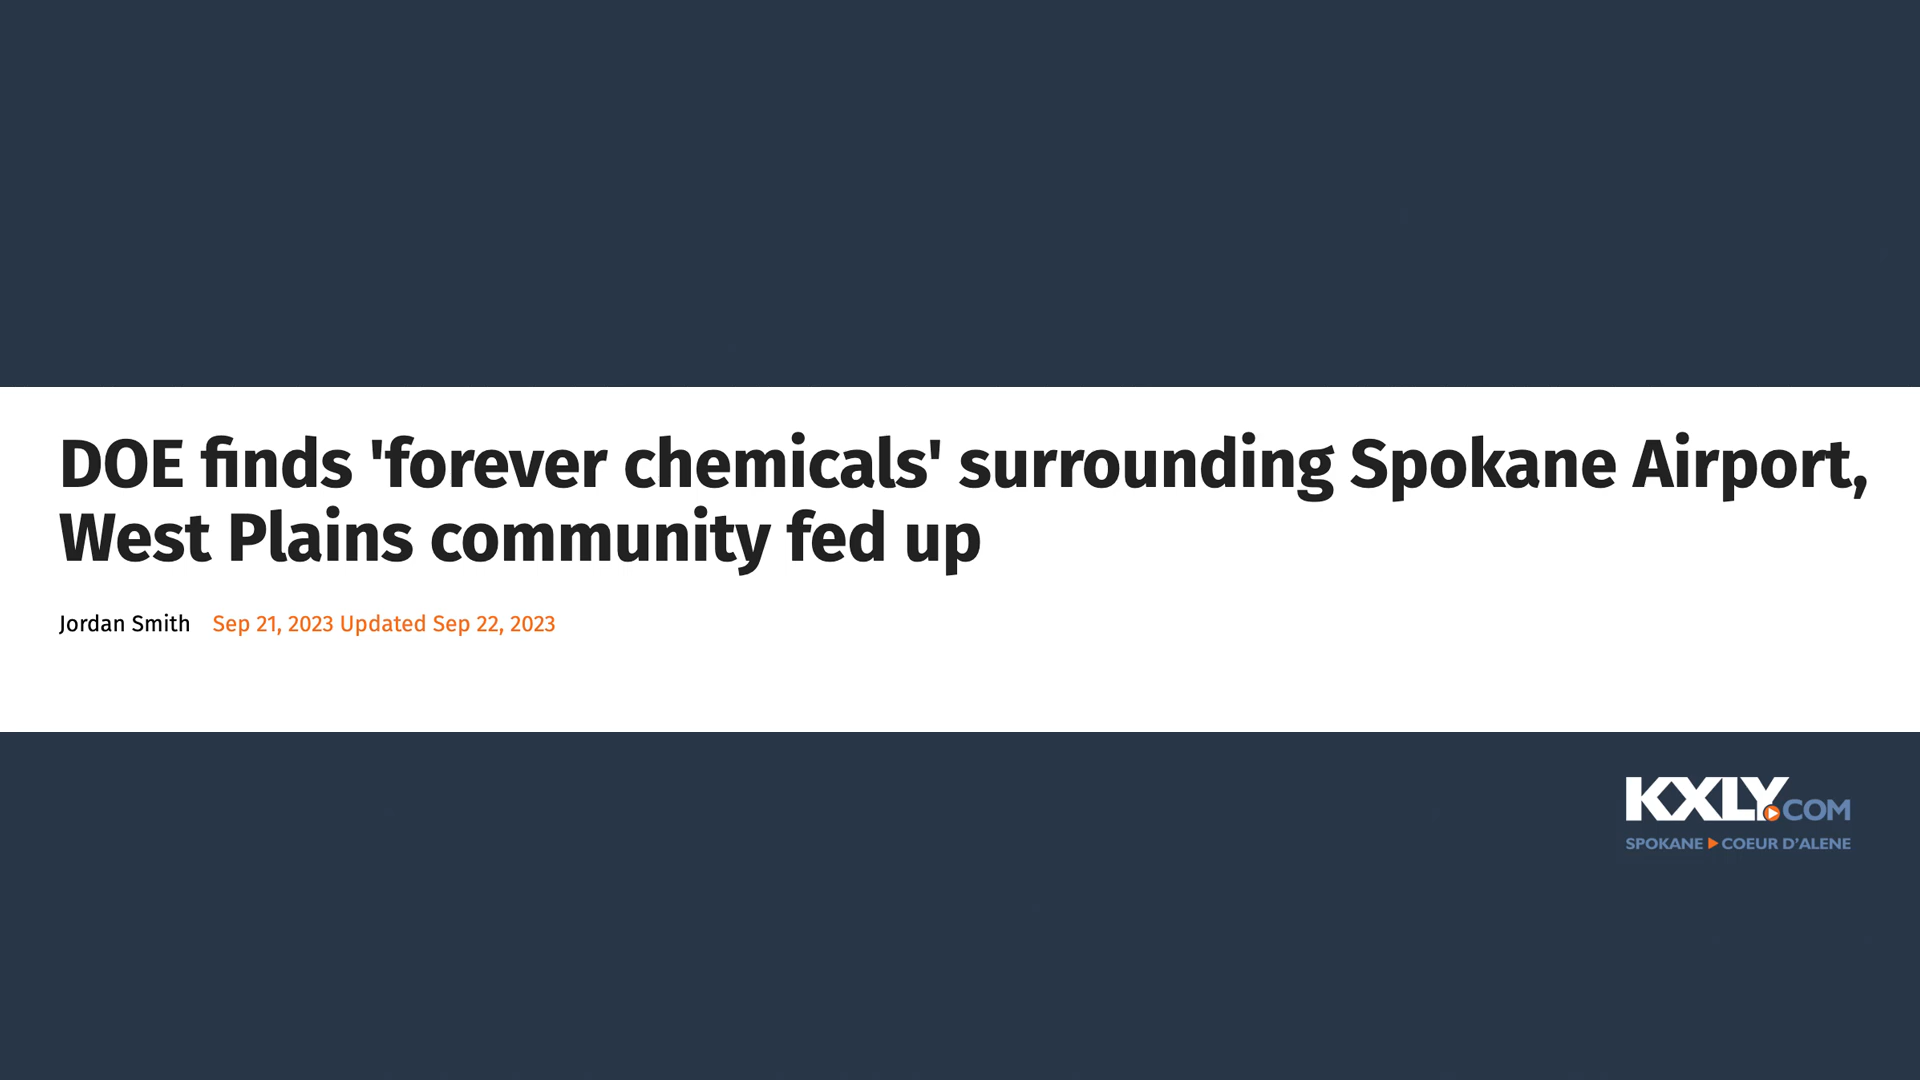 DOE finds 'forever chemicals' surrounding Spokane Airport,
West Plains community fed up
Jordan Smith Sep 21, 2023 Updated Sep 22, 2023
KXLY.COM
SPOKANE COEUR D'ALENE